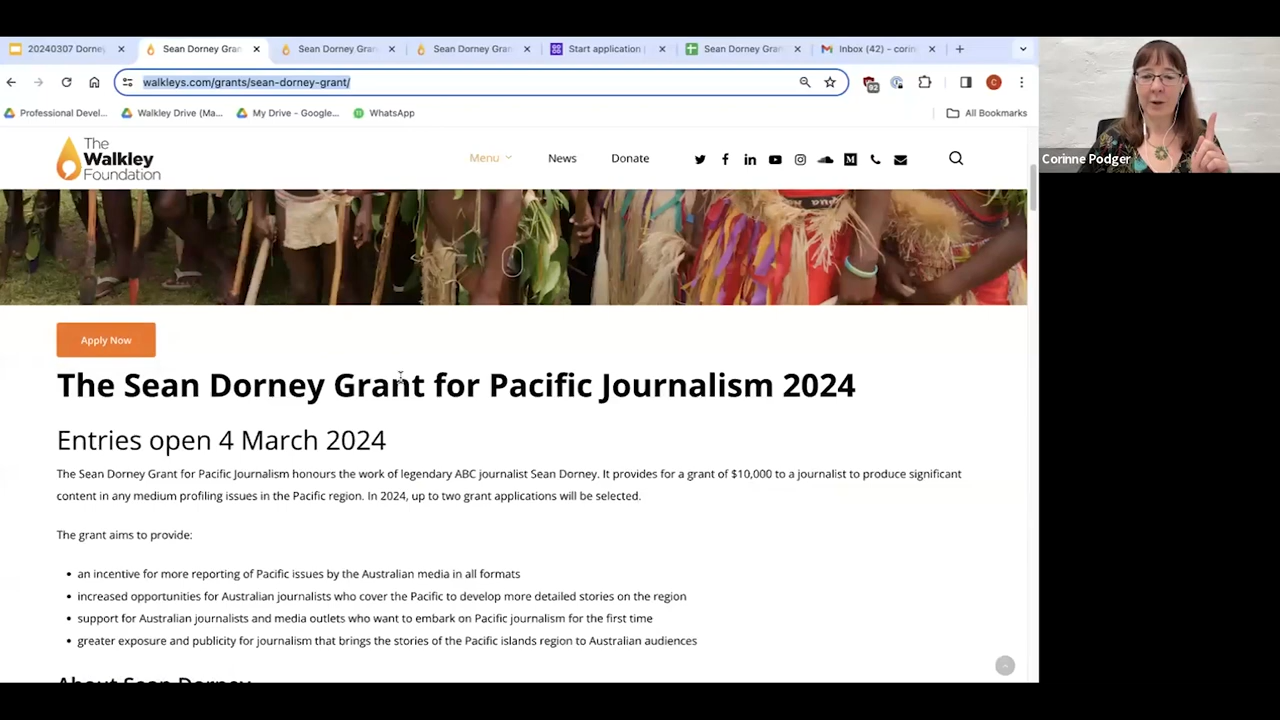 20240307 Dorne
Sean Dorney Gran
Sean Dorney Gran
Sean Dorney Gran
Start application
Sean Dorney Gran
Inbox (42) - corin
walkleys.com/grants/sean-dorney-grant/
92
C
Professional Devel...
Walkley Drive (Ma...
My Drive - Google...
WhatsApp
All Bookmarks
The
Walkley
Foundation
Menu
News
Donate
Corinne Podger
Apply Now
The Sean Dorney Grant for Pacific Journalism 2024
Entries open 4 March 2024
The Sean Dorney Grant for Pacific Journalism honours the work of legendary ABC journalist Sean Dorney. It provides for a grant of $10,000 to a journalist to produce significant
content in any medium profiling issues in the Pacific region. In 2024, up to two grant applications will be selected.
The grant aims to provide:
an incentive for more reporting of Pacific issues by the Australian media in all formats
increased opportunities for Australian journalists who cover the Pacific to develop more detailed stories on the region
support for Australian journalists and media outlets who want to embark on Pacific journalism for the first time
greater exposure and publicity for journalism that brings the stories of the Pacific islands region to Australian audiences
About Sean Dorney